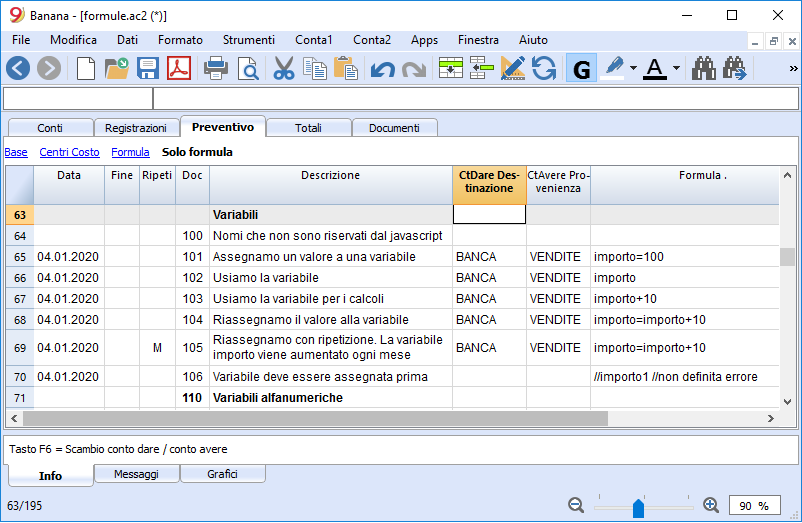 Banana - [formule.ac2 (*)]
File Modifica Dati Formato Strumenti Conta1 Conta2 Apps Finestra Aiuto
G A »
Conti Registrazioni Preventivo Totali Documenti
Base Centri Costo Formula Solo formula
Data Fine Ripeti Doc Descrizione CtDare Des- CtAvere Pro- Formula .
tinazione venienza
63 Variabili
64 100 Nomi che non sono riservati dal javascript
65 04.01.2020 101 Assegnamo un valore a una variabile BANCA VENDITE importo=100
66 04.01.2020 102 Usiamo la variabile BANCA VENDITE importo
67 04.01.2020 103 Usiamo la variabile per i calcoli BANCA VENDITE importo+10
68 04.01.2020 104 Riassegnamo il valore alla variabile BANCA VENDITE importo=importo+10
69 04.01.2020 M 105 Riassegnamo con ripetizione. La variabile BANCA VENDITE importo=importo+10
importo viene aumentato ogni mese
70 04.01.2020 106 Variabile deve essere assegnata prima //importo1 //non definita errore
71 110 Variabili alfanumeriche
Tasto F6 = Scambio conto dare / conto avere
Info Messaggi Grafici
63/195 90 %